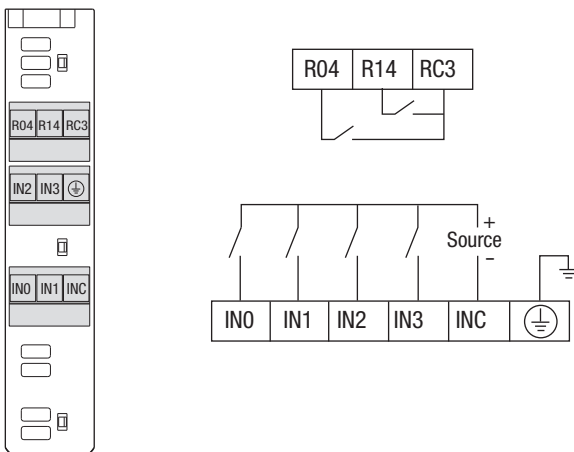 R04 R14 RC3
IN2 IN3
IN0 IN1 INC
R04 R14 RC3
+
Source
–
IN0 IN1 IN2 IN3 INC